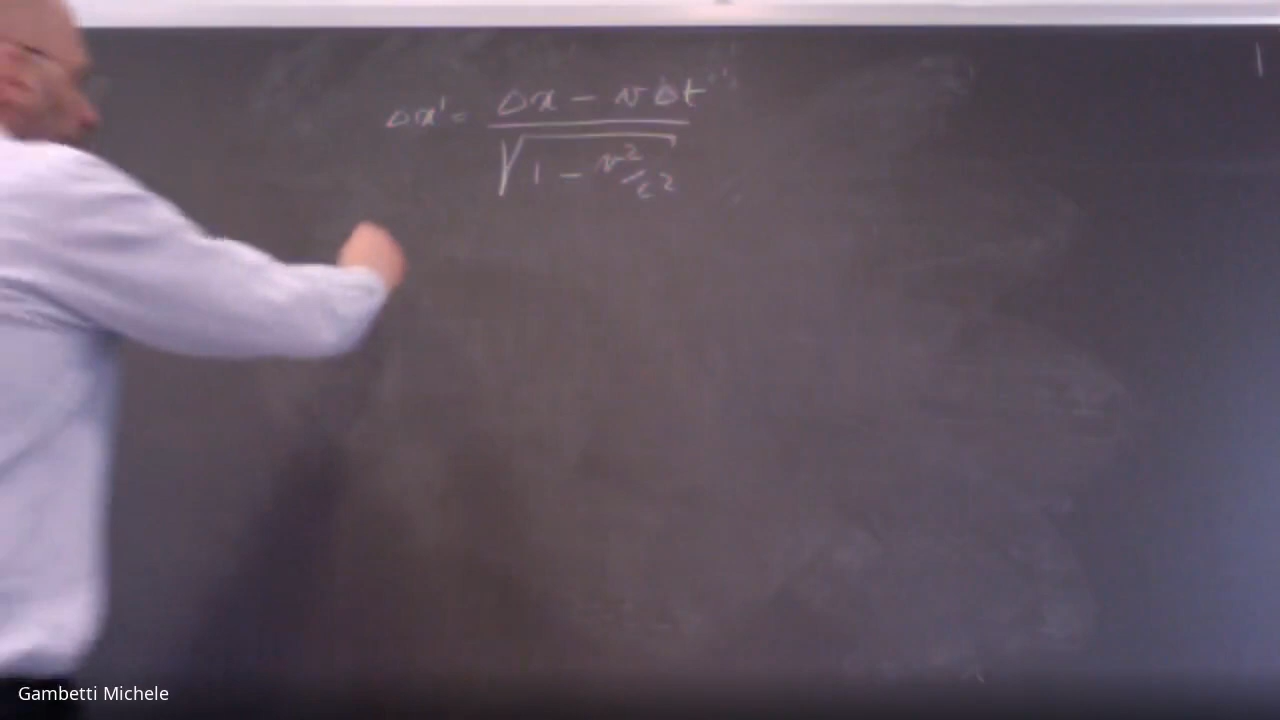 Δx' = (Δx - vΔt) / √(1 - v²/c²)
Gambetti Michele